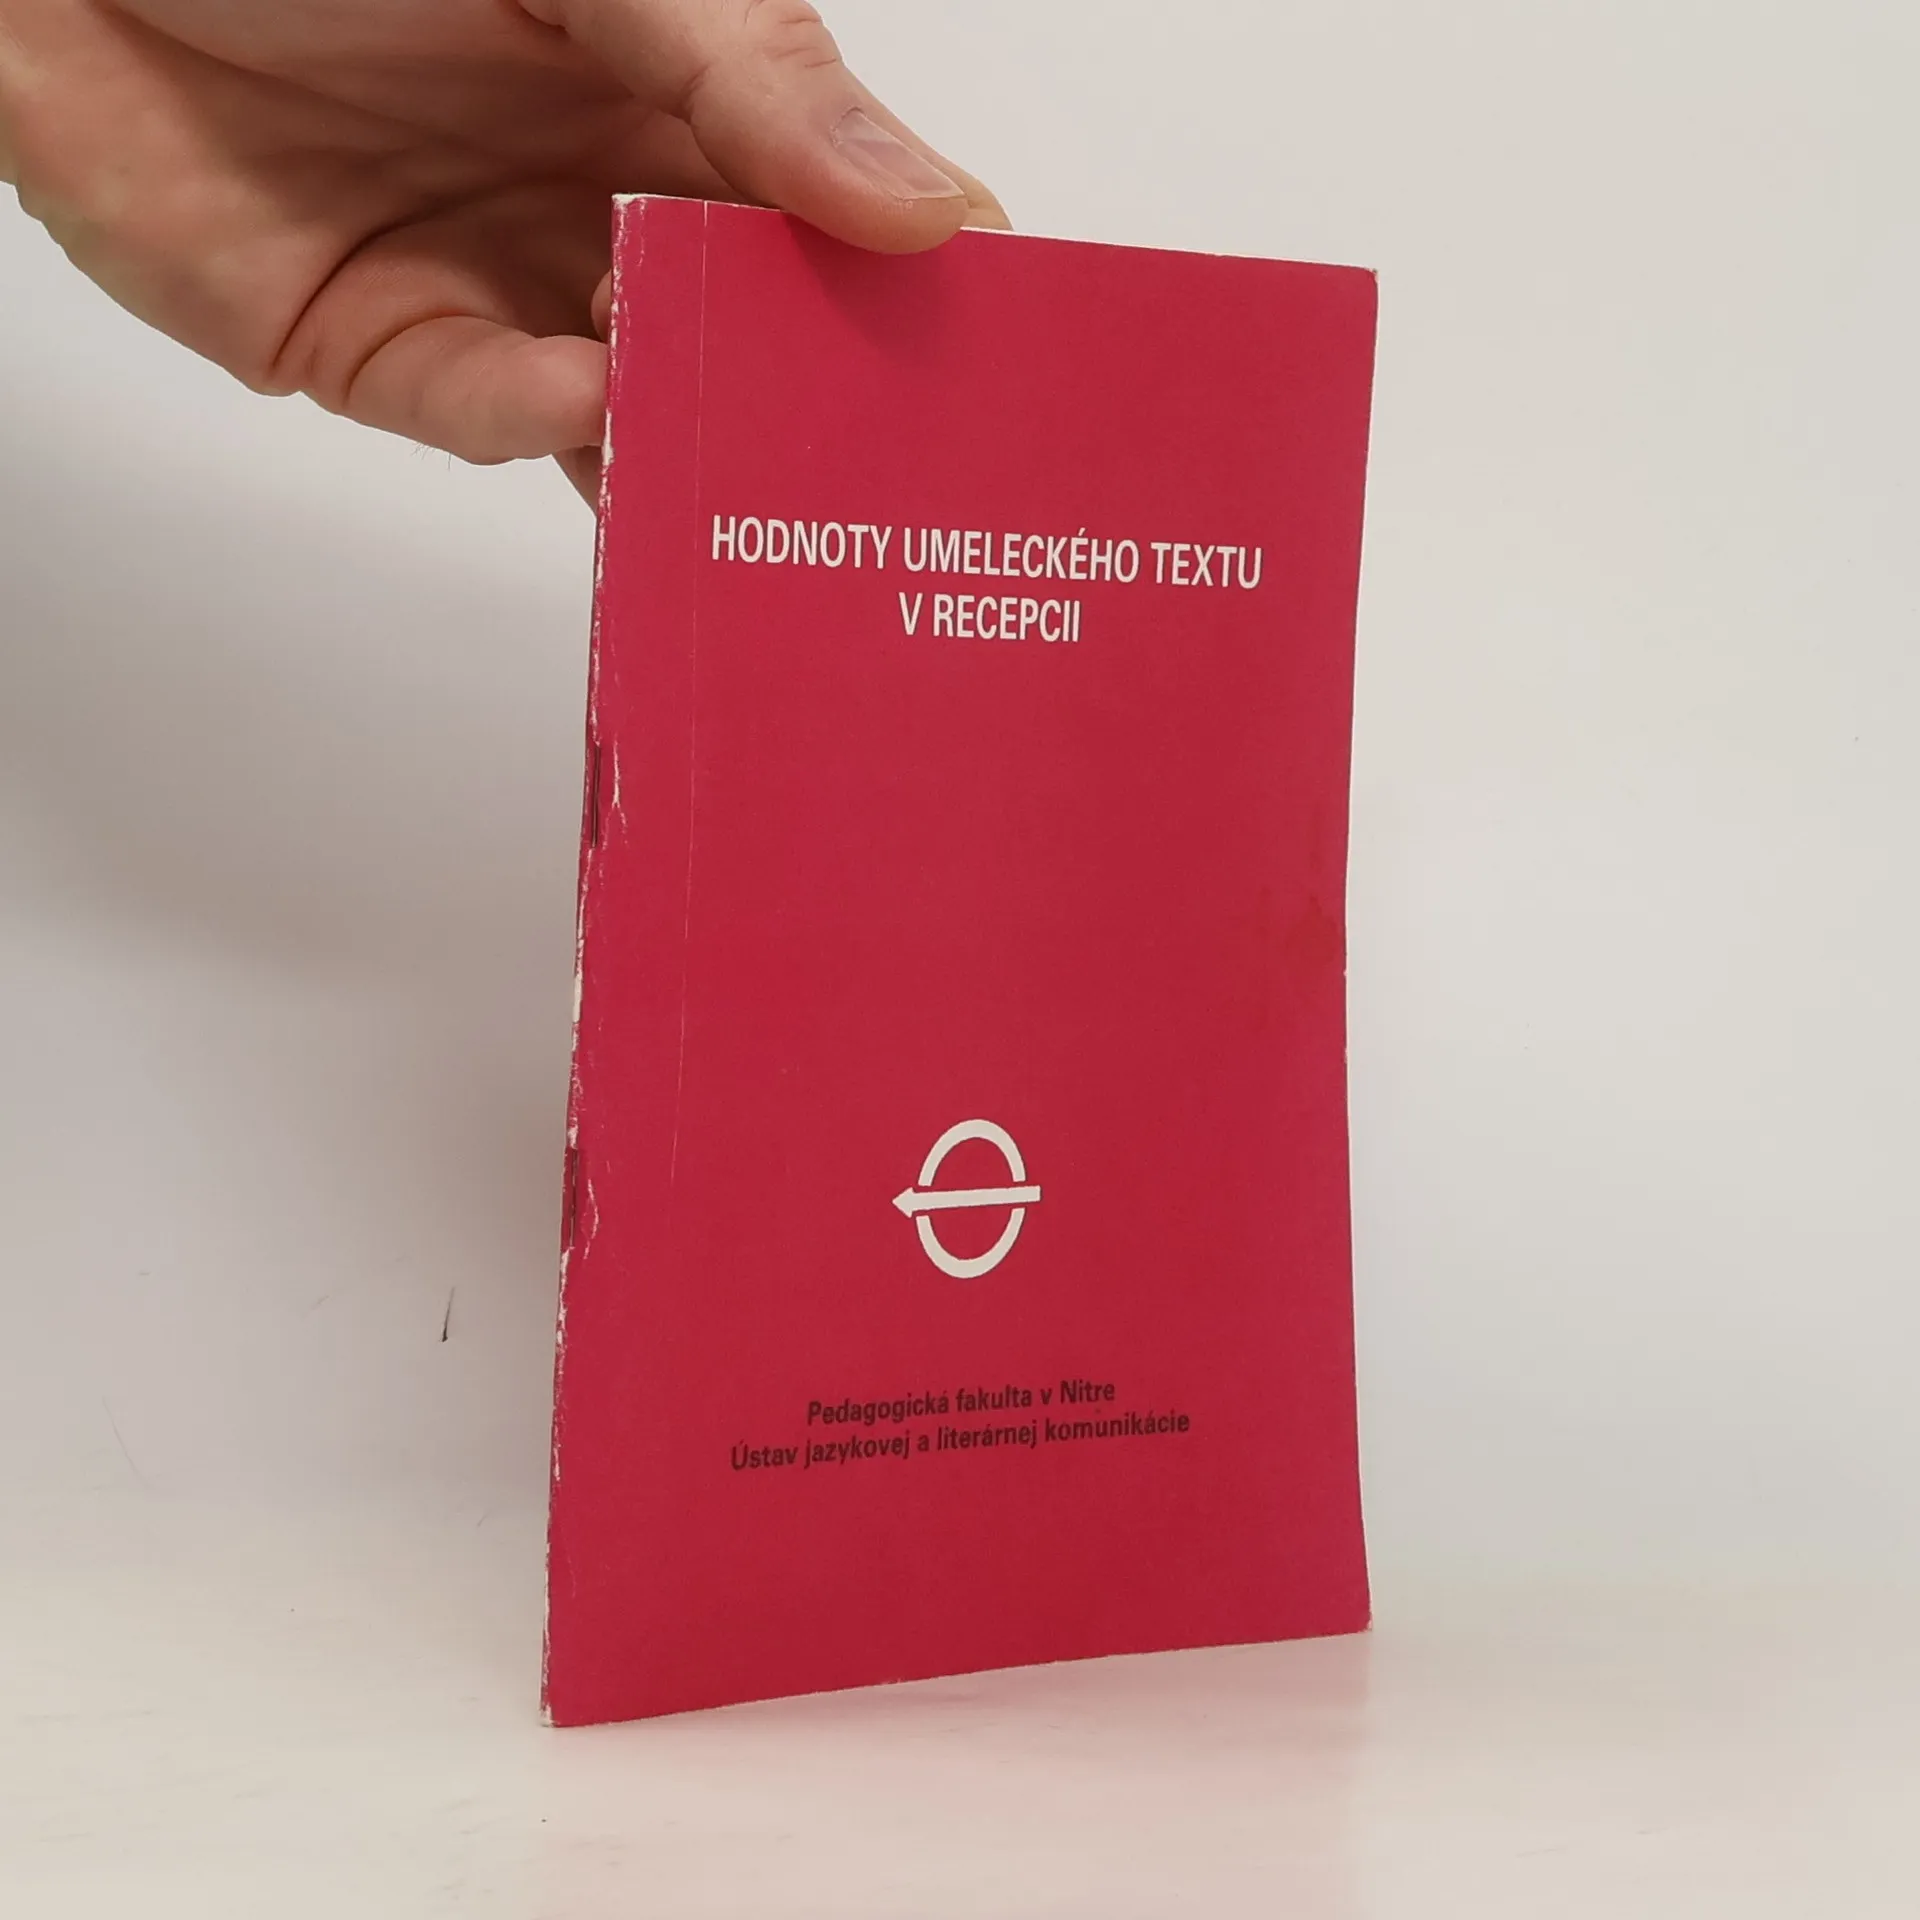 HODNOTY UMELECKÉHO TEXTU
V RECEPCII
Pedagogická fakulta v Nitre
Ústav jazykovej a literárnej komunikácie